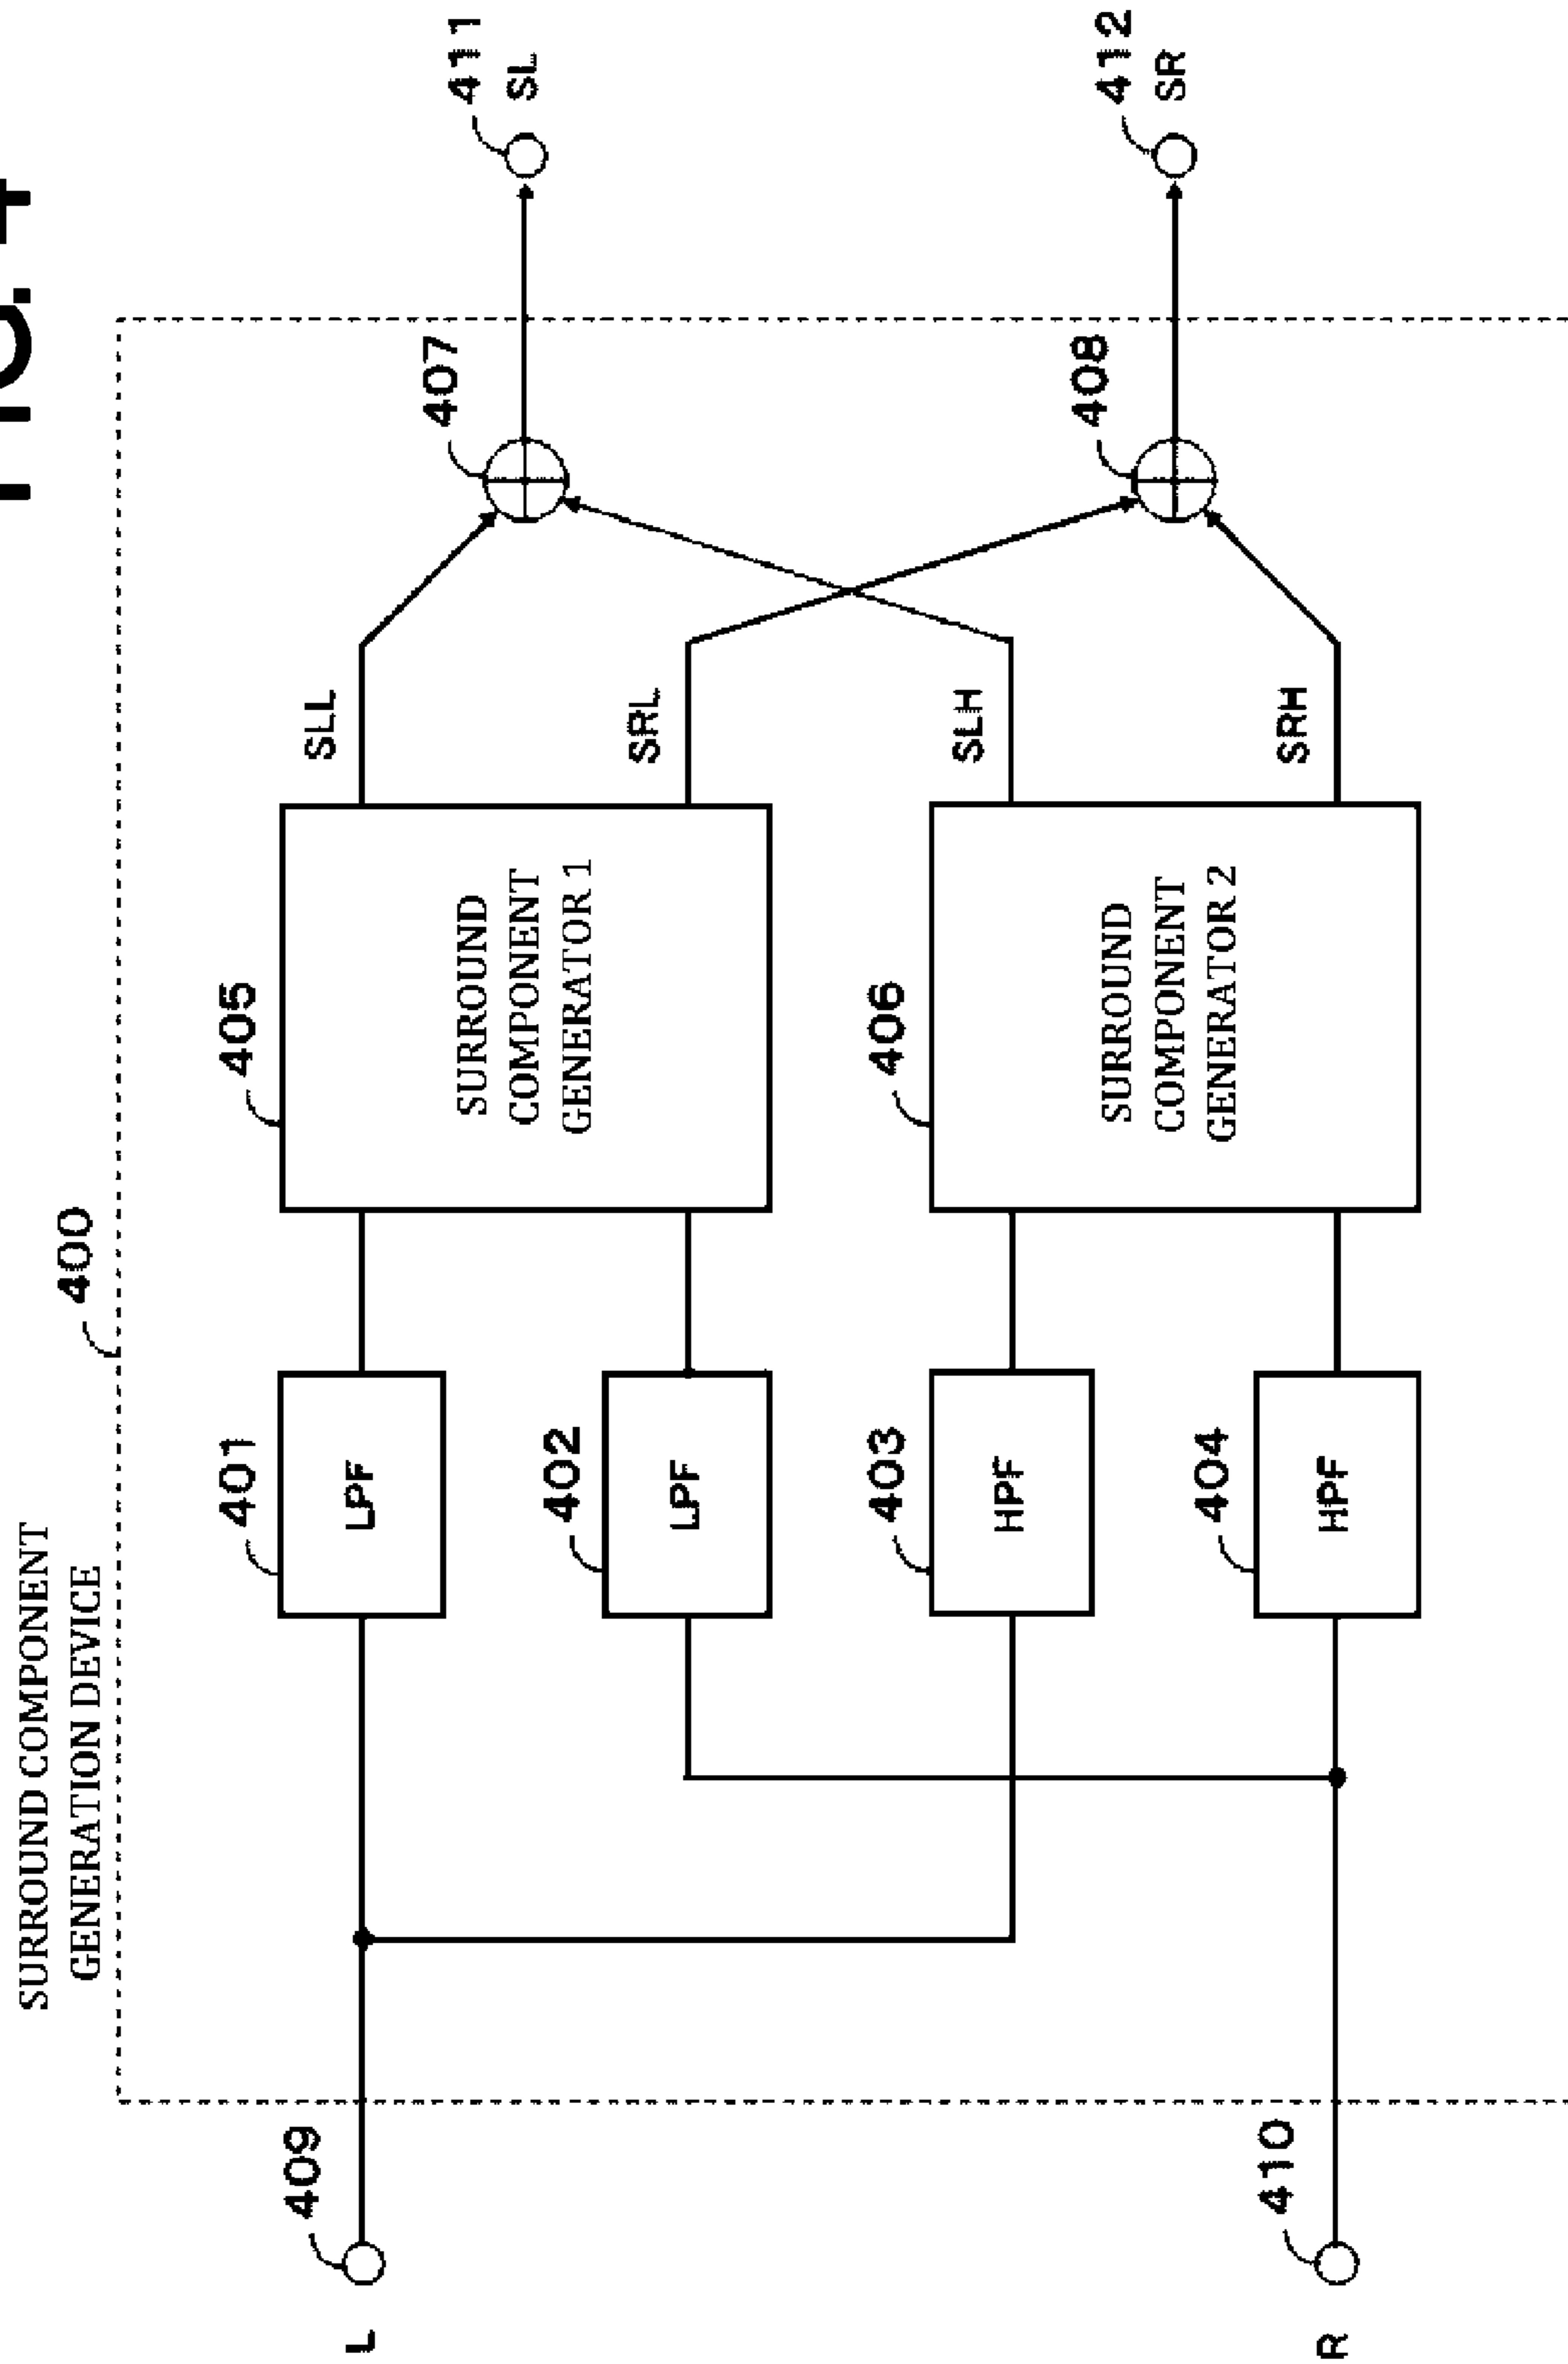 SURROUND COMPONENT
GENERATION DEVICE
400
409
L
401
LPF
405
SURROUND
COMPONENT
GENERATOR 1
SLL
407
411
SL
402
LPF
SRL
403
HPF
406
SURROUND
COMPONENT
GENERATOR 2
SLH
408
412
SR
410
R
404
HPF
SRH